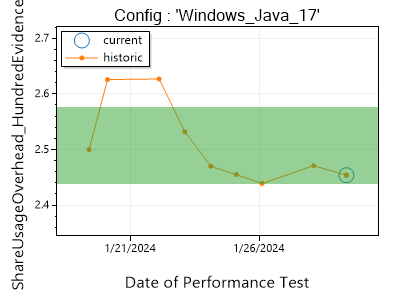 Config : 'Windows_Java_17'
current
historic
2.7
2.6
2.5
2.4
ShareUsageOverhead_HundredEvidence
1/21/2024
1/26/2024
Date of Performance Test